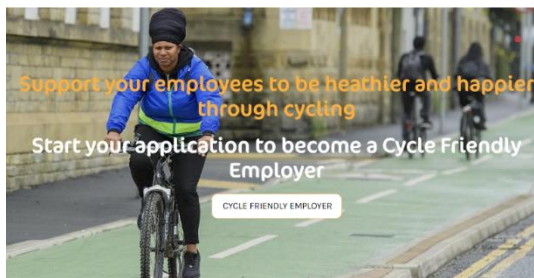 Support your employees to be heathier and happier
through cycling
Start your application to become a Cycle Friendly
Employer
CYCLE FRIENDLY EMPLOYER